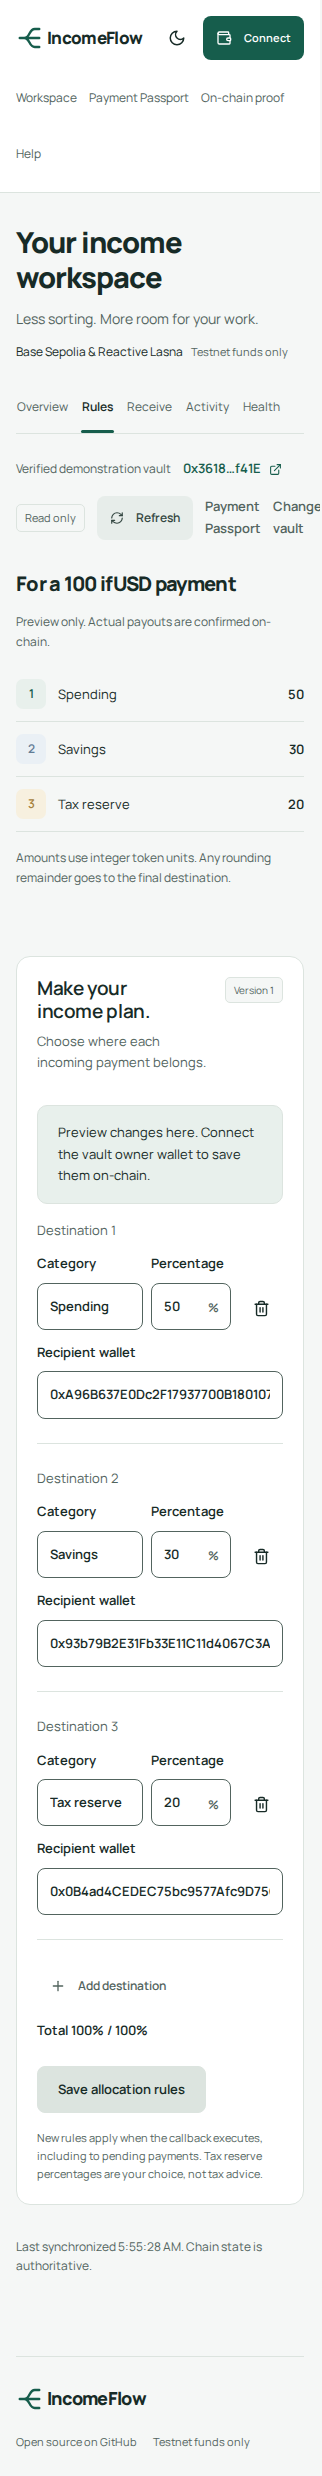 IncomeFlow
Connect
Workspace Payment Passport On-chain proof
Help
Your income
workspace
Less sorting. More room for your work.
Base Sepolia & Reactive Lasna Testnet funds only
Overview Rules Receive Activity Health
Verified demonstration vault 0x3618...f41E
Read only Refresh Payment Passport Change vault
For a 100 ifUSD payment
Preview only. Actual payouts are confirmed on-
chain.
1 Spending 50
2 Savings 30
3 Tax reserve 20
Amounts use integer token units. Any rounding
remainder goes to the final destination.
Make your
income plan.
Version 1
Choose where each
incoming payment belongs.
Preview changes here. Connect
the vault owner wallet to save
them on-chain.
Destination 1
Category Percentage
Spending 50 %
Recipient wallet
0xA96B637E0Dc2F17937700B180107
Destination 2
Category Percentage
Savings 30 %
Recipient wallet
0x93b79B2E31Fb33E11C11d4067C3A
Destination 3
Category Percentage
Tax reserve 20 %
Recipient wallet
0x0B4ad4CEDEC75bc9577Afc9D75
Add destination
Total 100% / 100%
Save allocation rules
New rules apply when the callback executes,
including to pending payments. Tax reserve
percentages are your choice, not tax advice.
Last synchronized 5:55:28 AM. Chain state is
authoritative.
IncomeFlow
Open source on GitHub Testnet funds only